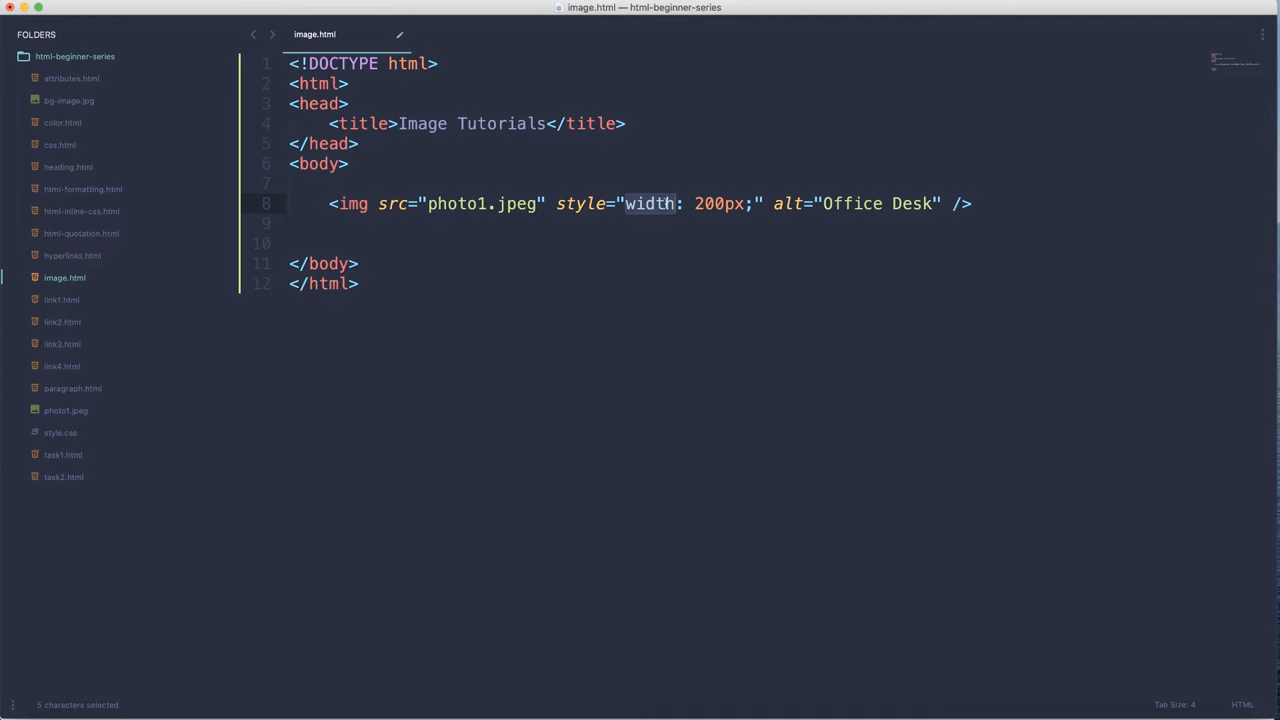 image.html — html-beginner-series
FOLDERS
html-beginner-series
attributes.html
bg-image.jpg
color.html
css.html
heading.html
html-formatting.html
html-inline-css.html
html-quotation.html
hyperlinks.html
image.html
link1.html
link2.html
link3.html
link4.html
paragraph.html
photo1.jpeg
style.css
task1.html
task2.html
image.html
1 <!DOCTYPE html>
2 <html>
3 <head>
4     <title>Image Tutorials</title>
5 </head>
6 <body>
7
8     <img src="photo1.jpeg" style="width: 200px;" alt="Office Desk" />
9
10
11 </body>
12 </html>
5 characters selected
Tab Size: 4
HTML